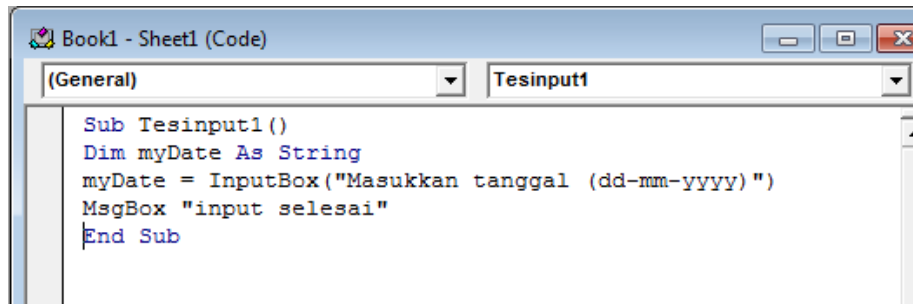 Book1 - Sheet1 (Code)
(General) Tesinput1
Sub Tesinput1()
Dim myDate As String
myDate = InputBox("Masukkan tanggal (dd-mm-yyyy)")
MsgBox "input selesai"
End Sub